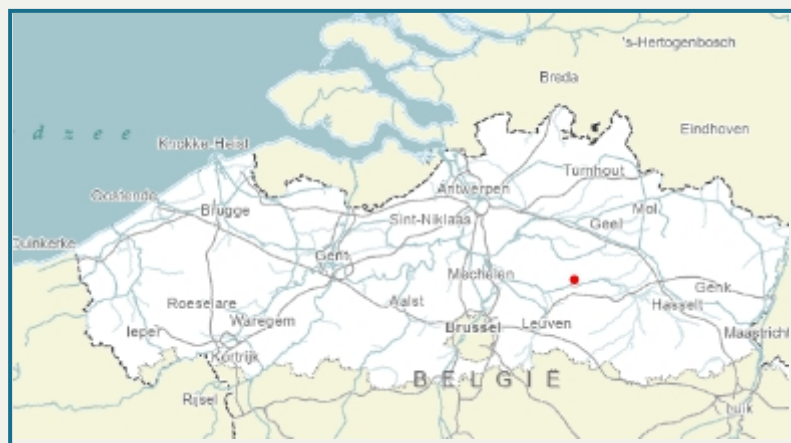 's-Hertogenbosch
Breda
d z e e
Eindhoven
Knokke-Heist
Turnhout
Antwerpen
Oostende
Mol
Brugge
Sint-Niklaas
Geel
Duinkerke
Gent
Mechelen
Genk
Roeselare
Aalst
Hasselt
Waregem
Brussel
Leuven
Ieper
Maastricht
Kortrijk
BELGIË
Rijsel
Luik